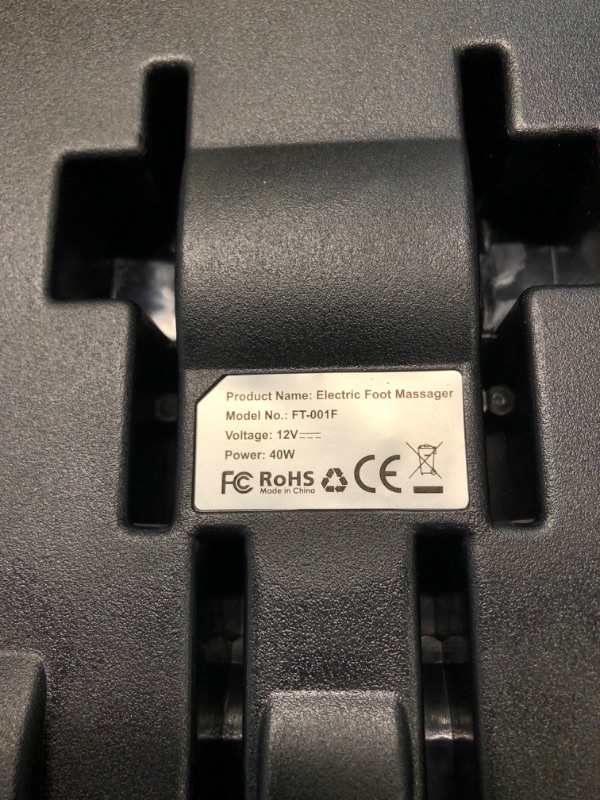 Product Name: Electric Foot Massager
Model No.: FT-001F
Voltage: 12V⎓
Power: 40W
FC RoHS CE
Made in China